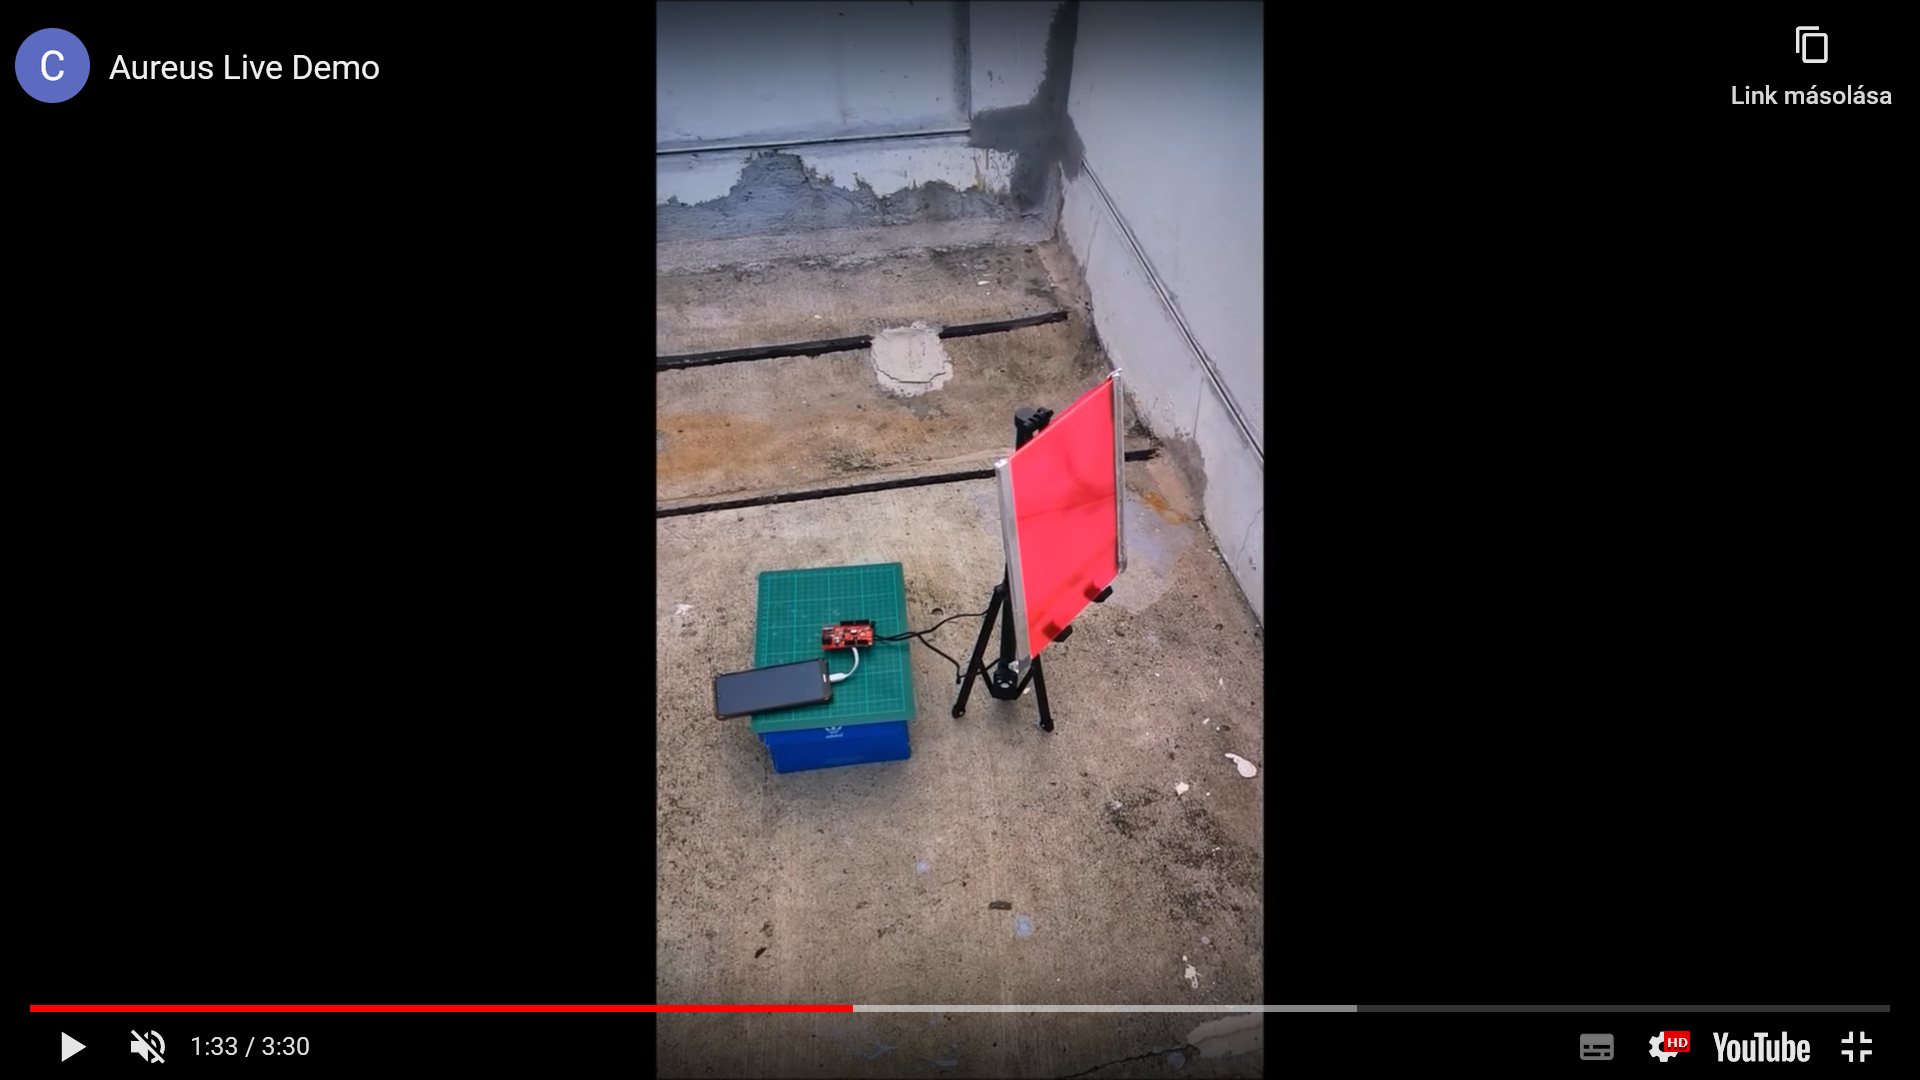 C
Aureus Live Demo
Link másolása
1:33 / 3:30
HD
YouTube